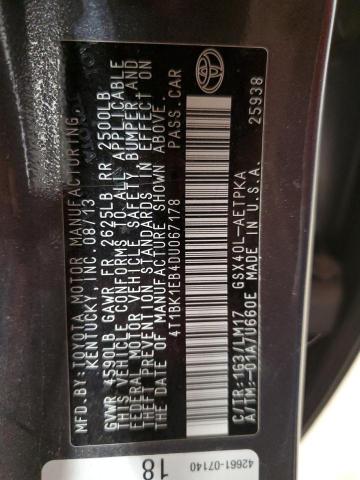 MFD.BY:TOYOTA MOTOR MANUFACTURING,
KENTUCKY, INC. 08/13
GVWR 4590LB GAWR FR 2625LB RR 2500LB
THIS VEHICLE CONFORMS TO ALL APPLICABLE
FEDERAL MOTOR VEHICLE SAFETY, BUMPER, AND
THEFT PREVENTION STANDARDS IN EFFECT ON
THE DATE OF MANUFACTURE SHOWN ABOVE.
4T1BK1EB4DU067178 PASS.CAR
C/TR:1G3/LM17 GSX40L-AETPKA
A/TM:-01A/U660E MADE IN U.S.A. 25938
42661-07140
18